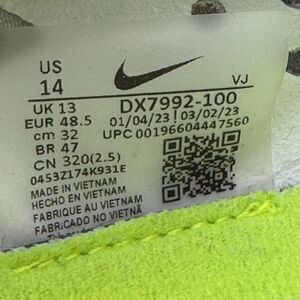 US
14
VJ
UK 13
DX7992-100
EUR 48.5
01/04/23 | 03/02/23
cm 32
UPC 00196604447560
BR 47
CN 320(2.5)
0453Z174K931E
MADE IN VIETNAM
HECHO EN VIETNAM
FABRIQUE AU VIETNAM
FABRICADO NO VIETNÃ